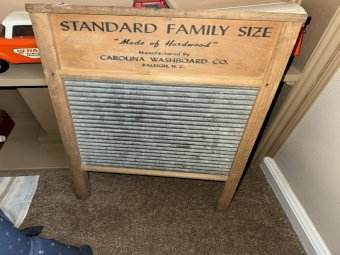 STANDARD FAMILY SIZE
"Made of Hardwood"
Manufactured By
CAROLINA WASHBOARD CO.
RALEIGH, N. C.